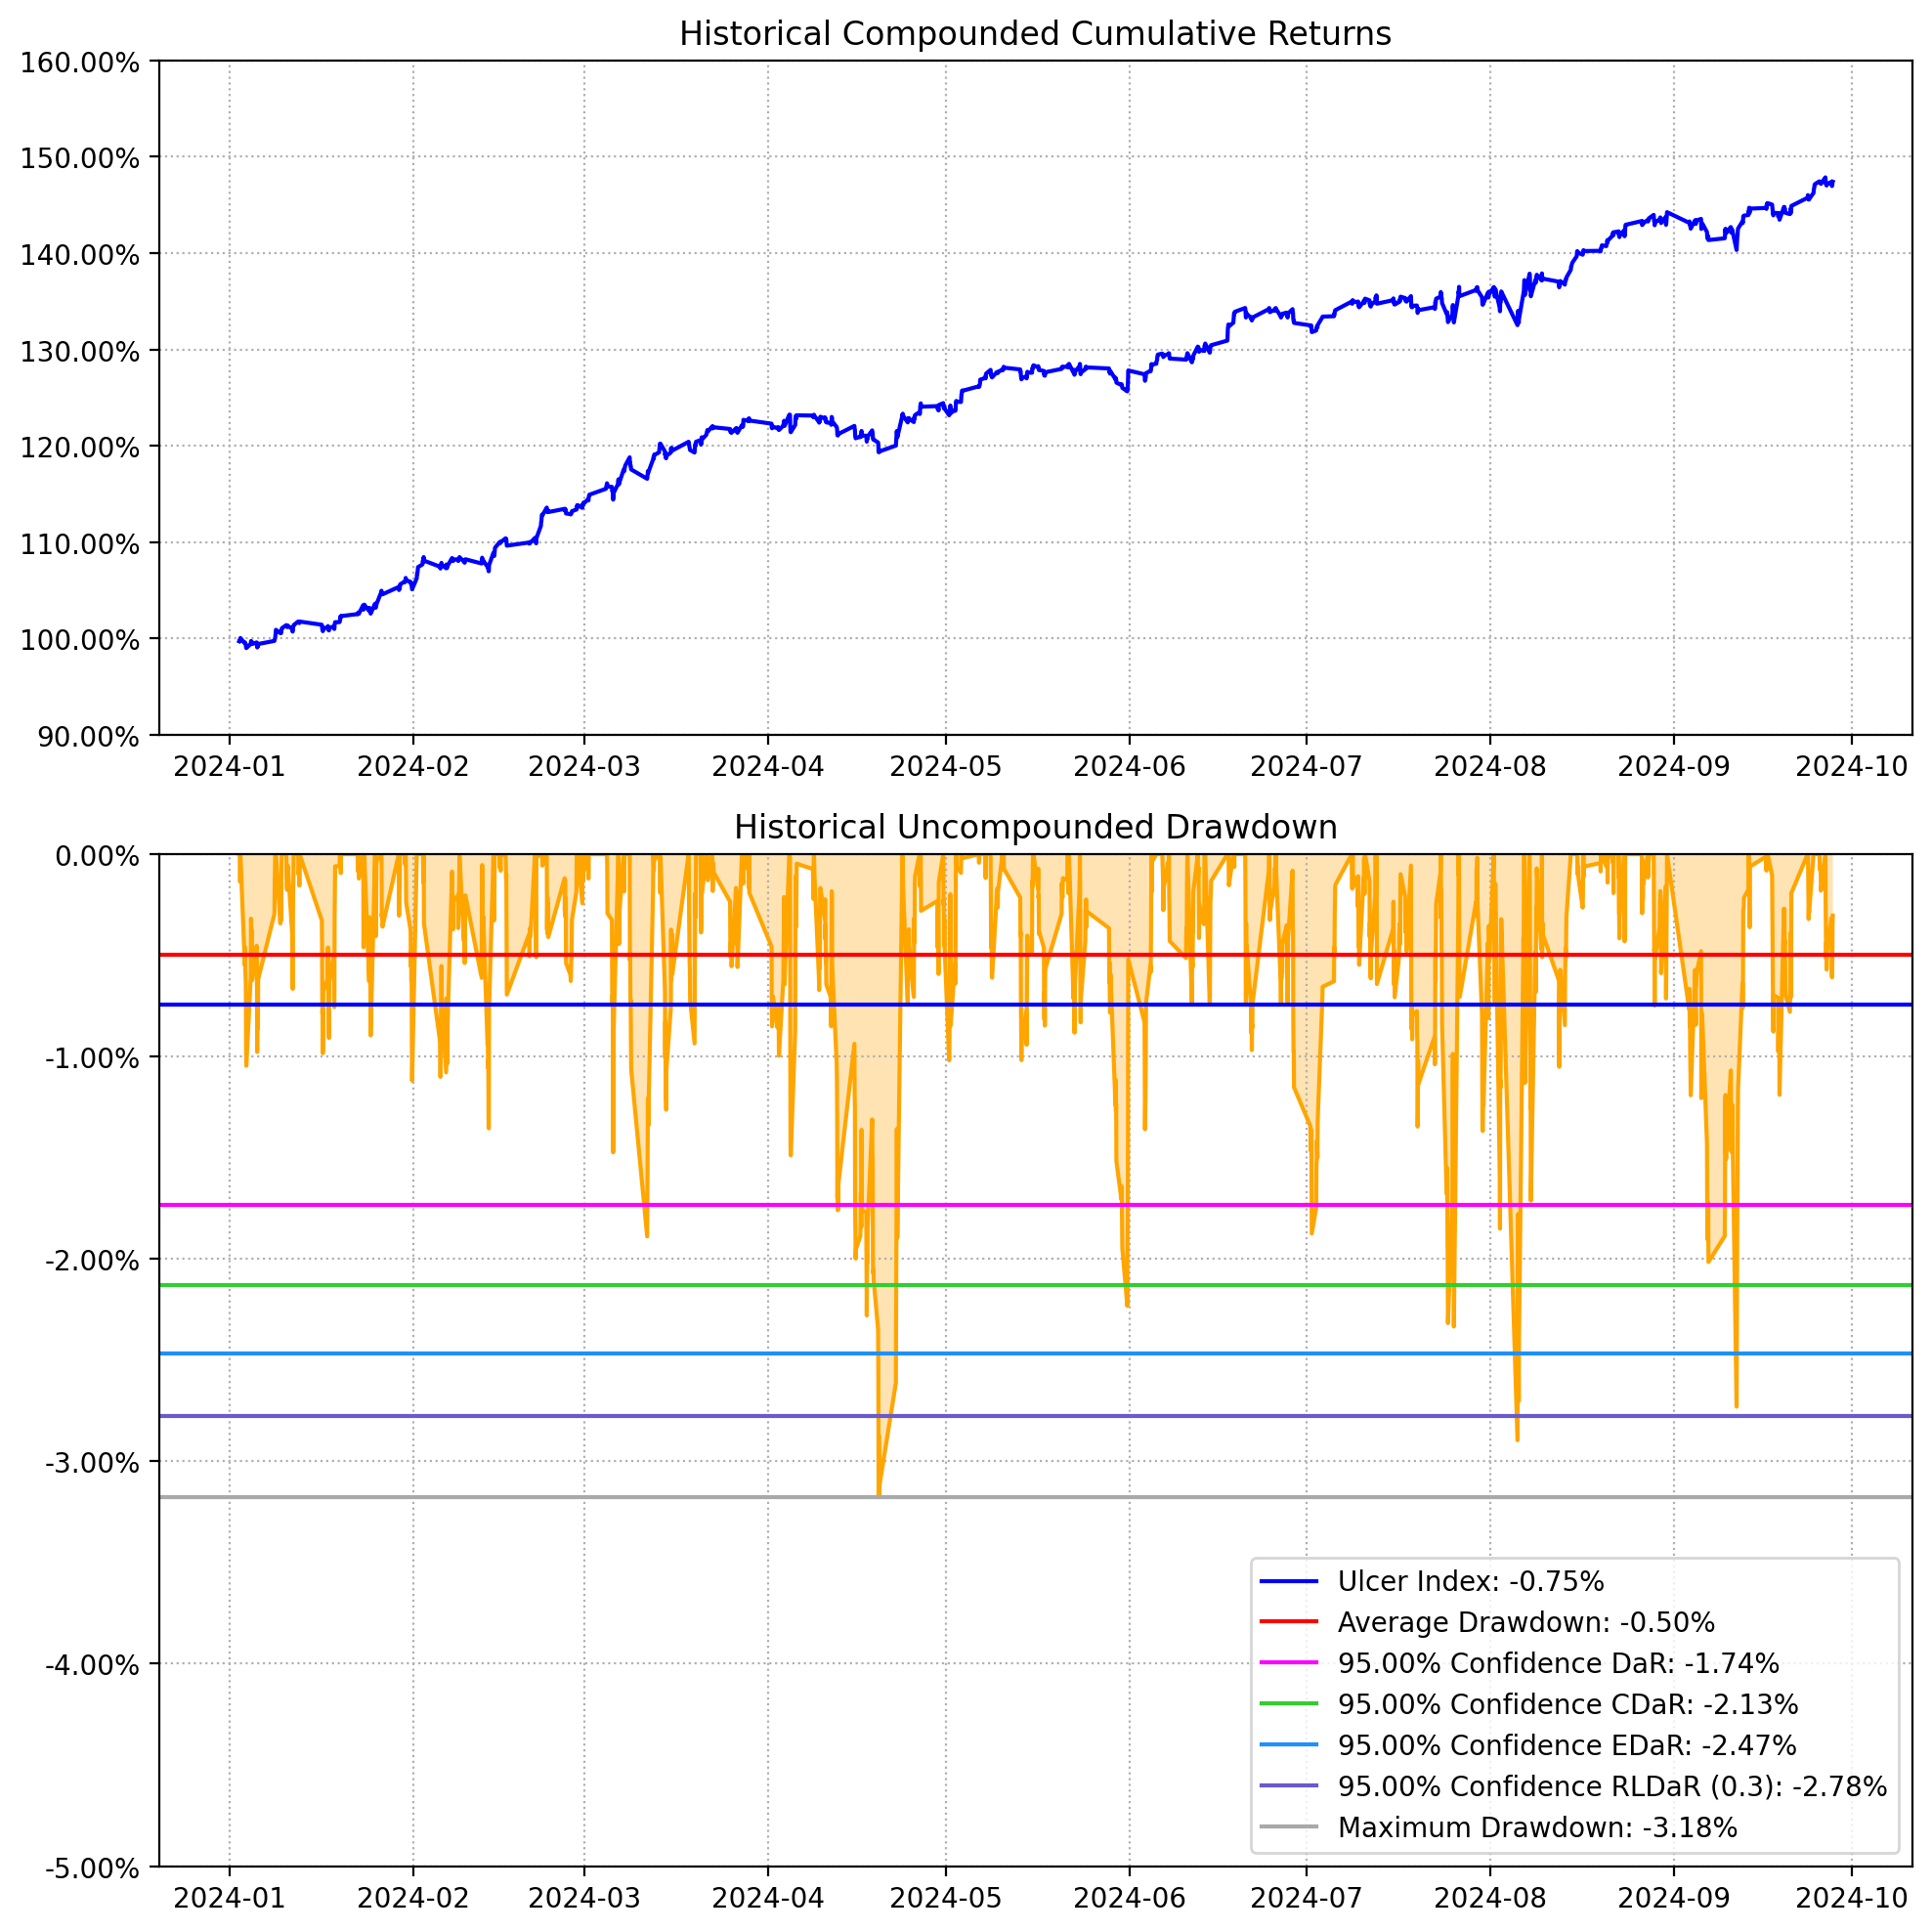 Historical Compounded Cumulative Returns
160.00%
150.00%
140.00%
130.00%
120.00%
110.00%
100.00%
90.00%
2024-01 2024-02 2024-03 2024-04 2024-05 2024-06 2024-07 2024-08 2024-09 2024-10
Historical Uncompounded Drawdown
0.00%
-1.00%
-2.00%
-3.00%
-4.00%
-5.00%
Ulcer Index: -0.75%
Average Drawdown: -0.50%
95.00% Confidence DaR: -1.74%
95.00% Confidence CDaR: -2.13%
95.00% Confidence EDaR: -2.47%
95.00% Confidence RLDaR (0.3): -2.78%
Maximum Drawdown: -3.18%
2024-01 2024-02 2024-03 2024-04 2024-05 2024-06 2024-07 2024-08 2024-09 2024-10